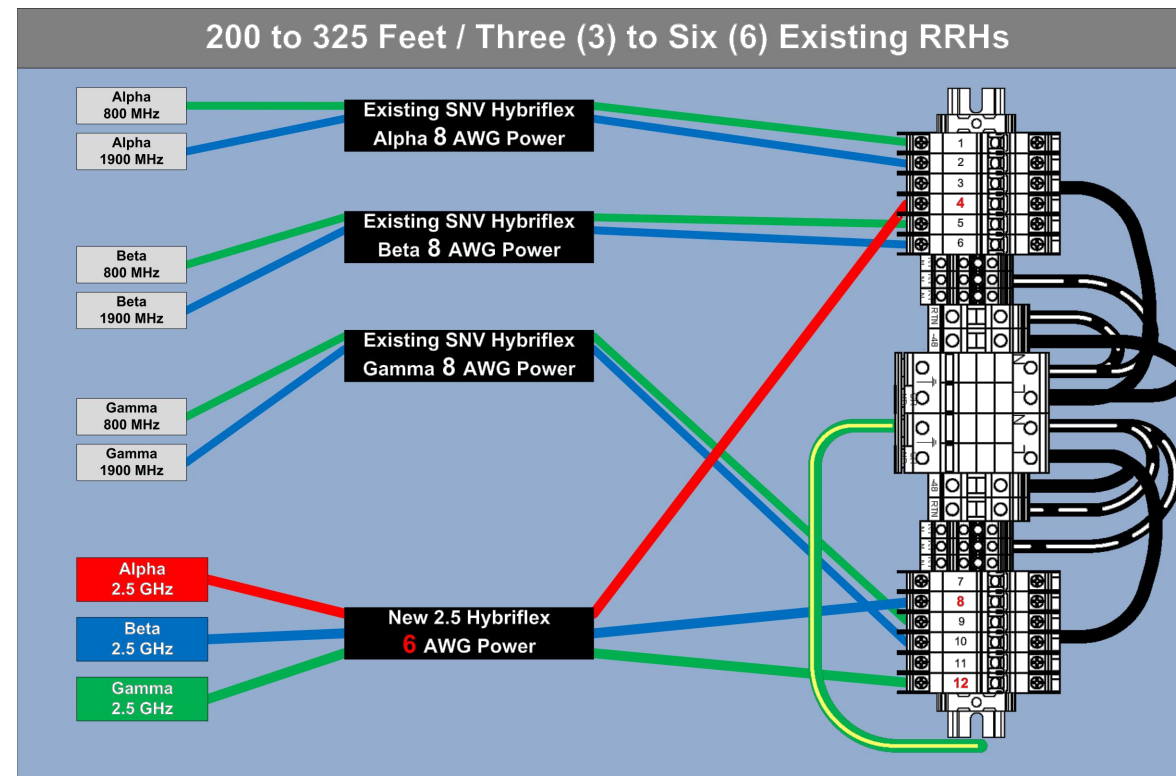 200 to 325 Feet / Three (3) to Six (6) Existing RRHs
Alpha
800 MHz
Alpha
1900 MHz
Existing SNV Hybriflex
Alpha 8 AWG Power
Beta
800 MHz
Beta
1900 MHz
Existing SNV Hybriflex
Beta 8 AWG Power
Gamma
800 MHz
Gamma
1900 MHz
Existing SNV Hybriflex
Gamma 8 AWG Power
Alpha
2.5 GHz
Beta
2.5 GHz
Gamma
2.5 GHz
New 2.5 Hybriflex
6 AWG Power
1
2
3
4
5
6
RTN
-48
N
L
N
L
-48
RTN
7
8
9
10
11
12